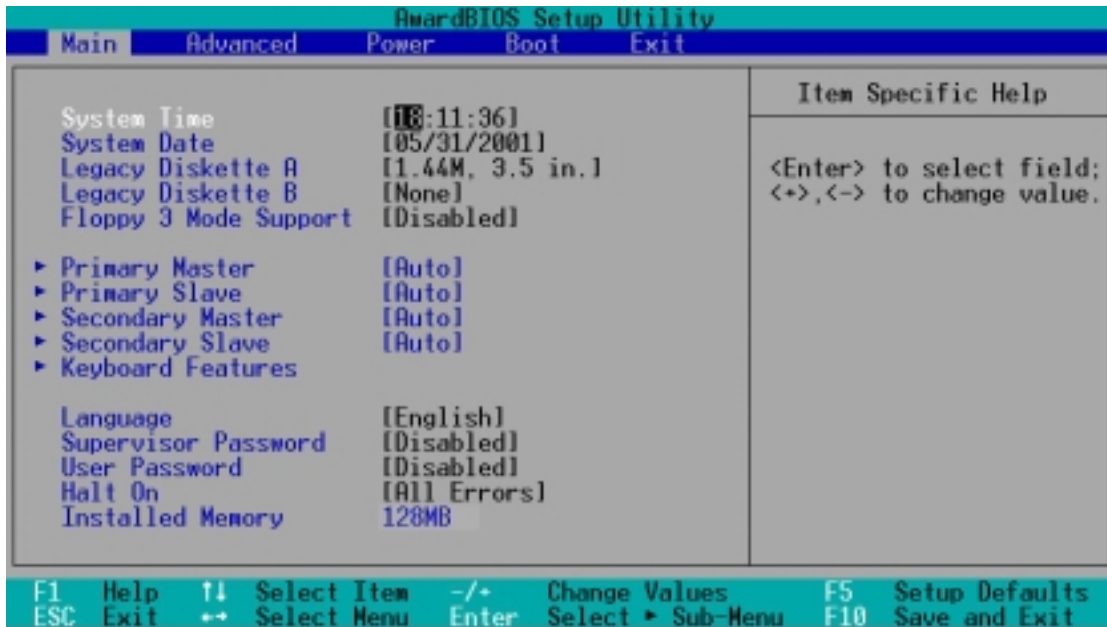 AwardBIOS Setup Utility
Main Advanced Power Boot Exit
Item Specific Help
System Time [18:11:36]
System Date [05/31/2001]
Legacy Diskette A [1.44M, 3.5 in.]
Legacy Diskette B [None]
Floppy 3 Mode Support [Disabled]
<Enter> to select field;
<+>,<-> to change value.
► Primary Master [Auto]
► Primary Slave [Auto]
► Secondary Master [Auto]
► Secondary Slave [Auto]
► Keyboard Features
Language [English]
Supervisor Password [Disabled]
User Password [Disabled]
Halt On [All Errors]
Installed Memory 128MB
F1 Help ↑↓ Select Item -/+ Change Values F5 Setup Defaults
ESC Exit ←→ Select Menu Enter Select ► Sub-Menu F10 Save and Exit